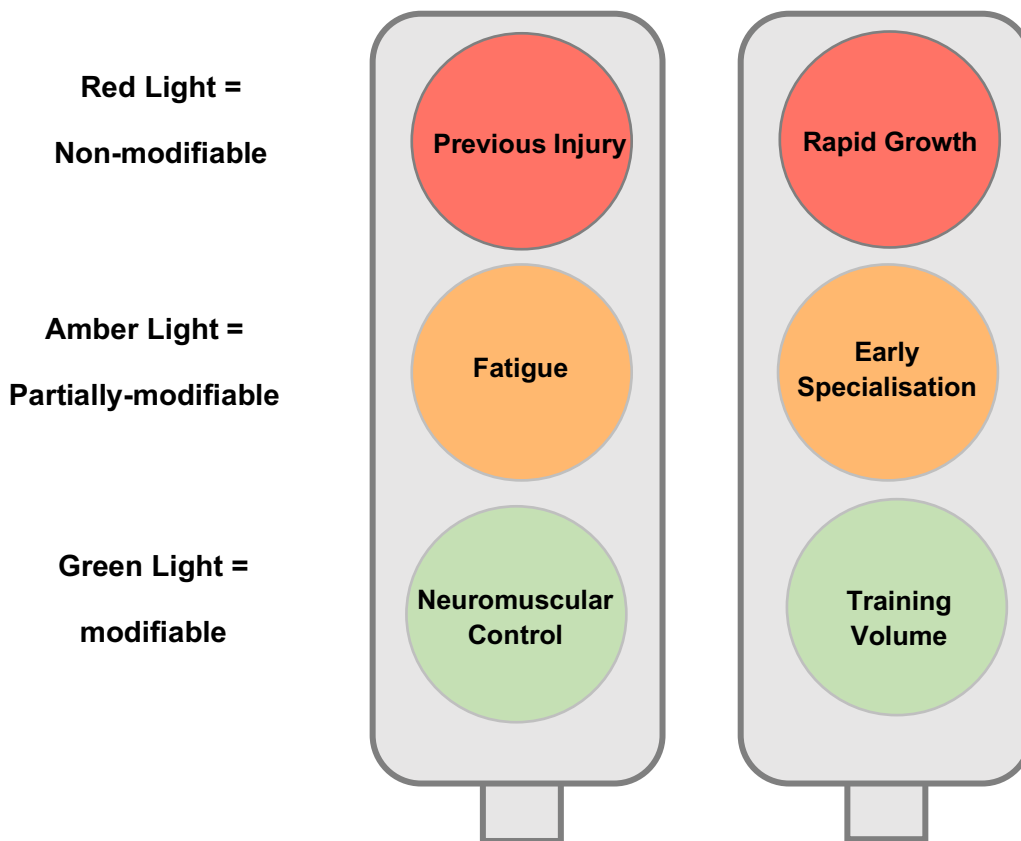 Red Light =
Non-modifiable
Previous Injury
Rapid Growth
Amber Light =
Partially-modifiable
Fatigue
Early
Specialisation
Green Light =
modifiable
Neuromuscular
Control
Training
Volume